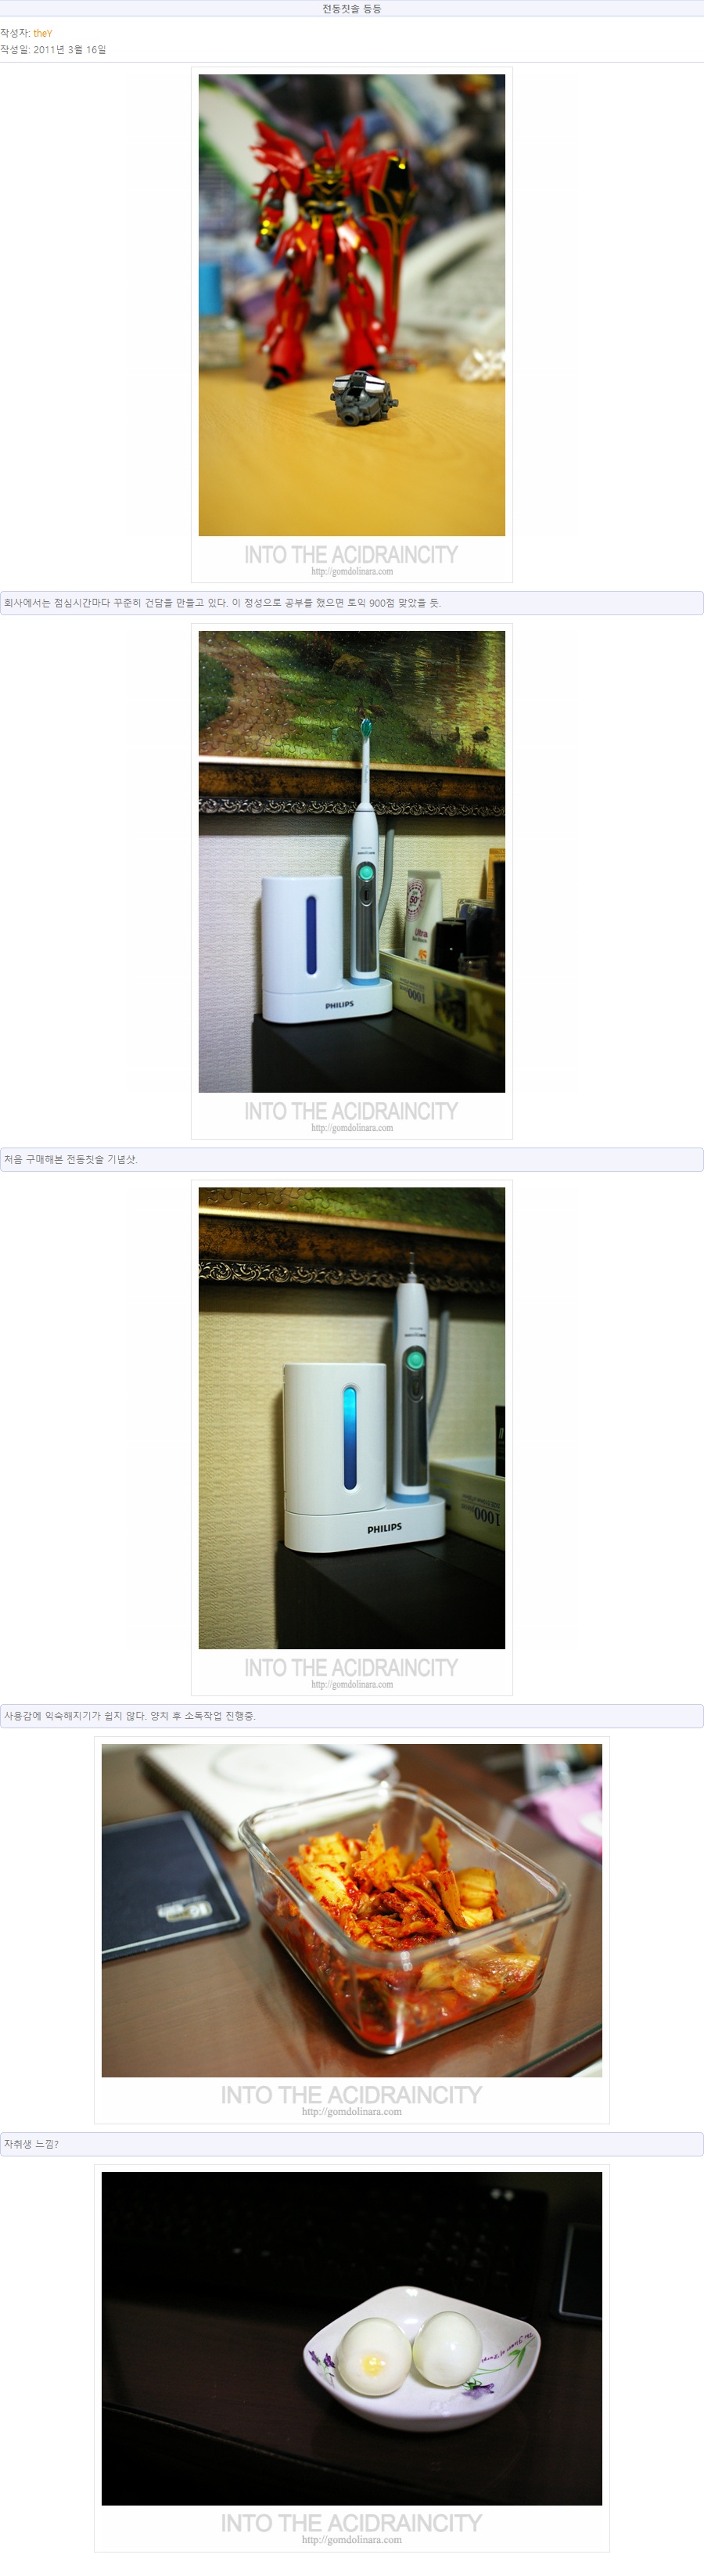 전동칫솔 등등
작성자: theY
작성일: 2011년 3월 16일
INTO THE ACIDRAINCITY
http://gomdolinara.com
회사에서는 점심시간마다 꾸준히 건담을 만들고 있다. 이 정성으로 공부를 했으면 토익 900점 맞았을 듯.
50+
Ultra
1000
PHILIPS
INTO THE ACIDRAINCITY
http://gomdolinara.com
처음 구매해본 전동칫솔 기념샷.
1000
PHILIPS
INTO THE ACIDRAINCITY
http://gomdolinara.com
사용감에 익숙해지기가 쉽지 않다. 양치 후 소독작업 진행중.
INTO THE ACIDRAINCITY
http://gomdolinara.com
자취생 느낌?
INTO THE ACIDRAINCITY
http://gomdolinara.com